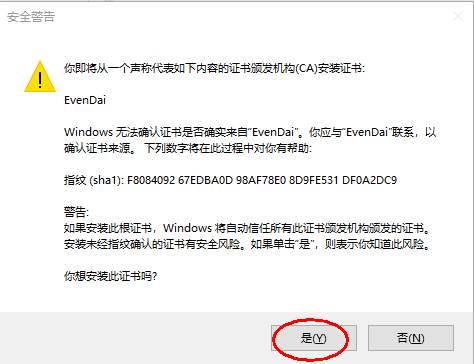 安全警告
你即将从一个声称代表如下内容的证书颁发机构(CA)安装证书:
EvenDai
Windows 无法确认证书是否确实来自“EvenDai”。你应与“EvenDai”联系，以
确认证书来源。 下列数字将在此过程中对你有帮助:
指纹 (sha1): F8084092 67EDBA0D 98AF78E0 8D9FE531 DF0A2DC9
警告:
如果安装此根证书，Windows 将自动信任所有此证书颁发机构颁发的证书。
安装未经指纹确认的证书有安全风险。如果单击“是”，则表示你知道此风险。
你想安装此证书吗?
是(Y)
否(N)